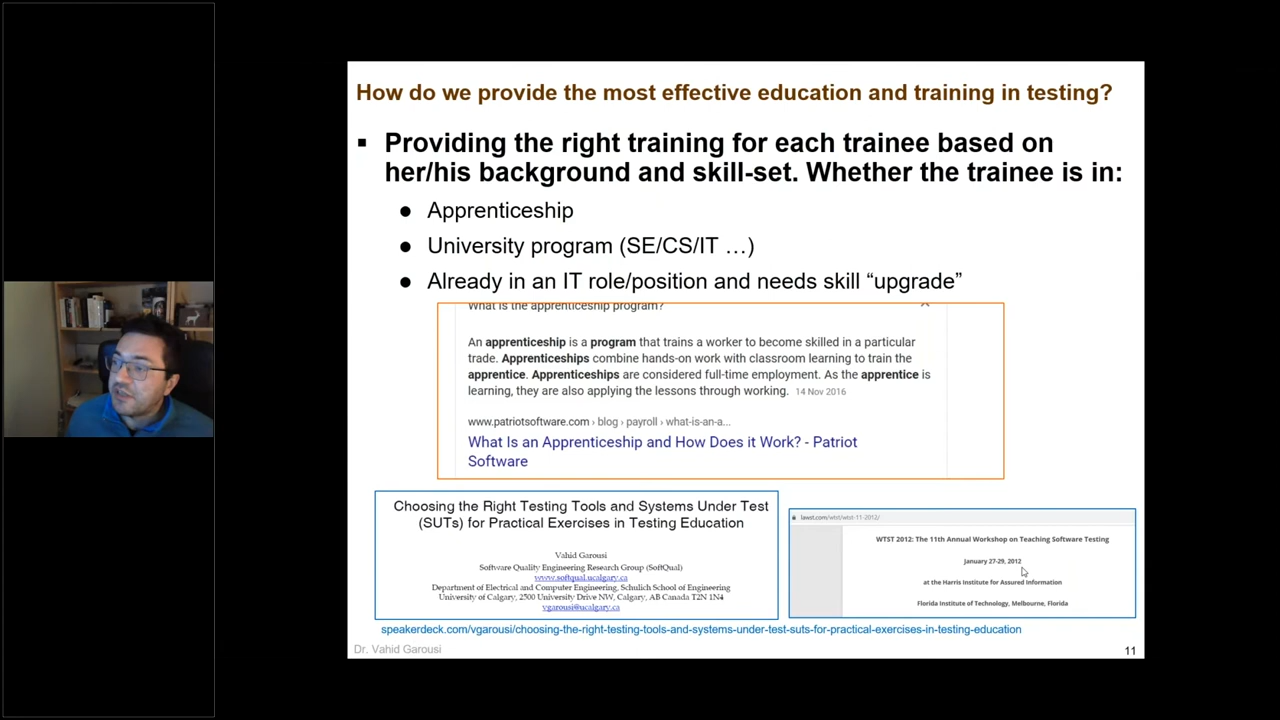 How do we provide the most effective education and training in testing?
▪ Providing the right training for each trainee based on
her/his background and skill-set. Whether the trainee is in:
● Apprenticeship
● University program (SE/CS/IT …)
● Already in an IT role/position and needs skill “upgrade”
What is the apprenticeship program?
An apprenticeship is a program that trains a worker to become skilled in a particular
trade. Apprenticeships combine hands-on work with classroom learning to train the
apprentice. Apprenticeships are considered full-time employment. As the apprentice is
learning, they are also applying the lessons through working. 14 Nov 2016
www.patriotsoftware.com › blog › payroll › what-is-an-a...
What Is an Apprenticeship and How Does it Work? - Patriot
Software
Choosing the Right Testing Tools and Systems Under Test
(SUTs) for Practical Exercises in Testing Education
Vahid Garousi
Software Quality Engineering Research Group (SoftQual)
www.softqual.ucalgary.ca
Department of Electrical and Computer Engineering, Schulich School of Engineering
University of Calgary, 2500 University Drive NW, Calgary, AB Canada T2N 1N4
vgarousi@ucalgary.ca
lawst.com/wtst/wtst-11-2012/
WTST 2012: The 11th Annual Workshop on Teaching Software Testing
January 27-29, 2012
at the Harris Institute for Assured Information
Florida Institute of Technology, Melbourne, Florida
speakerdeck.com/vgarousi/choosing-the-right-testing-tools-and-systems-under-test-suts-for-practical-exercises-in-testing-education
Dr. Vahid Garousi
11